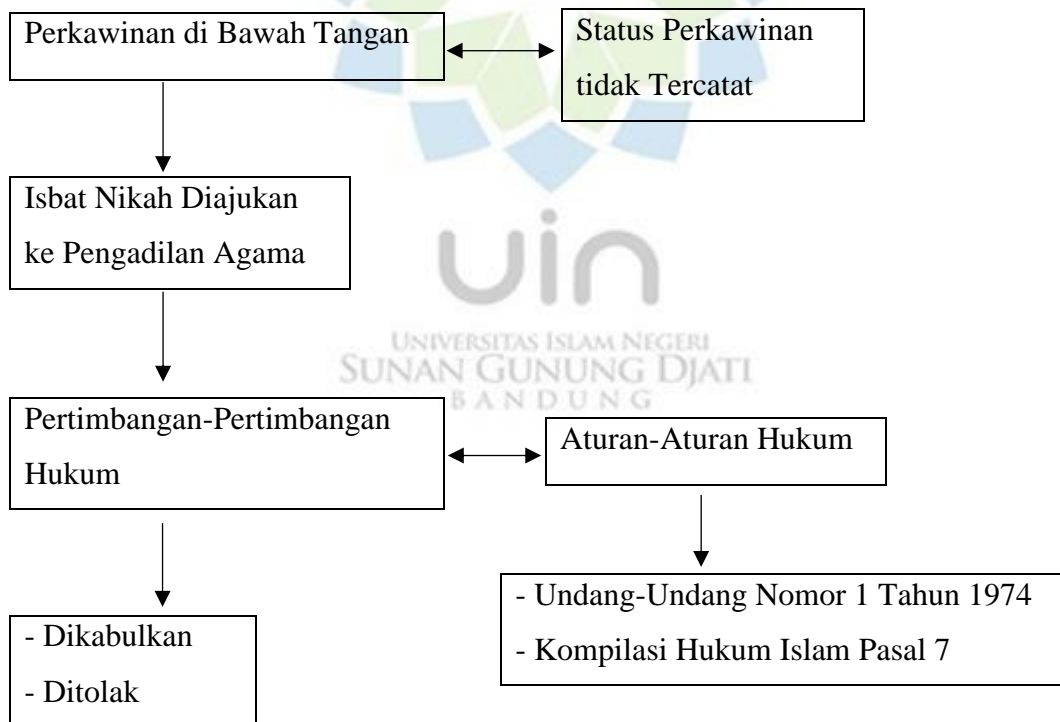 Perkawinan di Bawah Tangan
Status Perkawinan
tidak Tercatat
Isbat Nikah Diajukan
ke Pengadilan Agama
uin
UNIVERSITAS ISLAM NEGERI
SUNAN GUNUNG DJATI
BANDUNG
Pertimbangan-Pertimbangan
Hukum
Aturan-Aturan Hukum
- Undang-Undang Nomor 1 Tahun 1974
- Kompilasi Hukum Islam Pasal 7
- Dikabulkan
- Ditolak